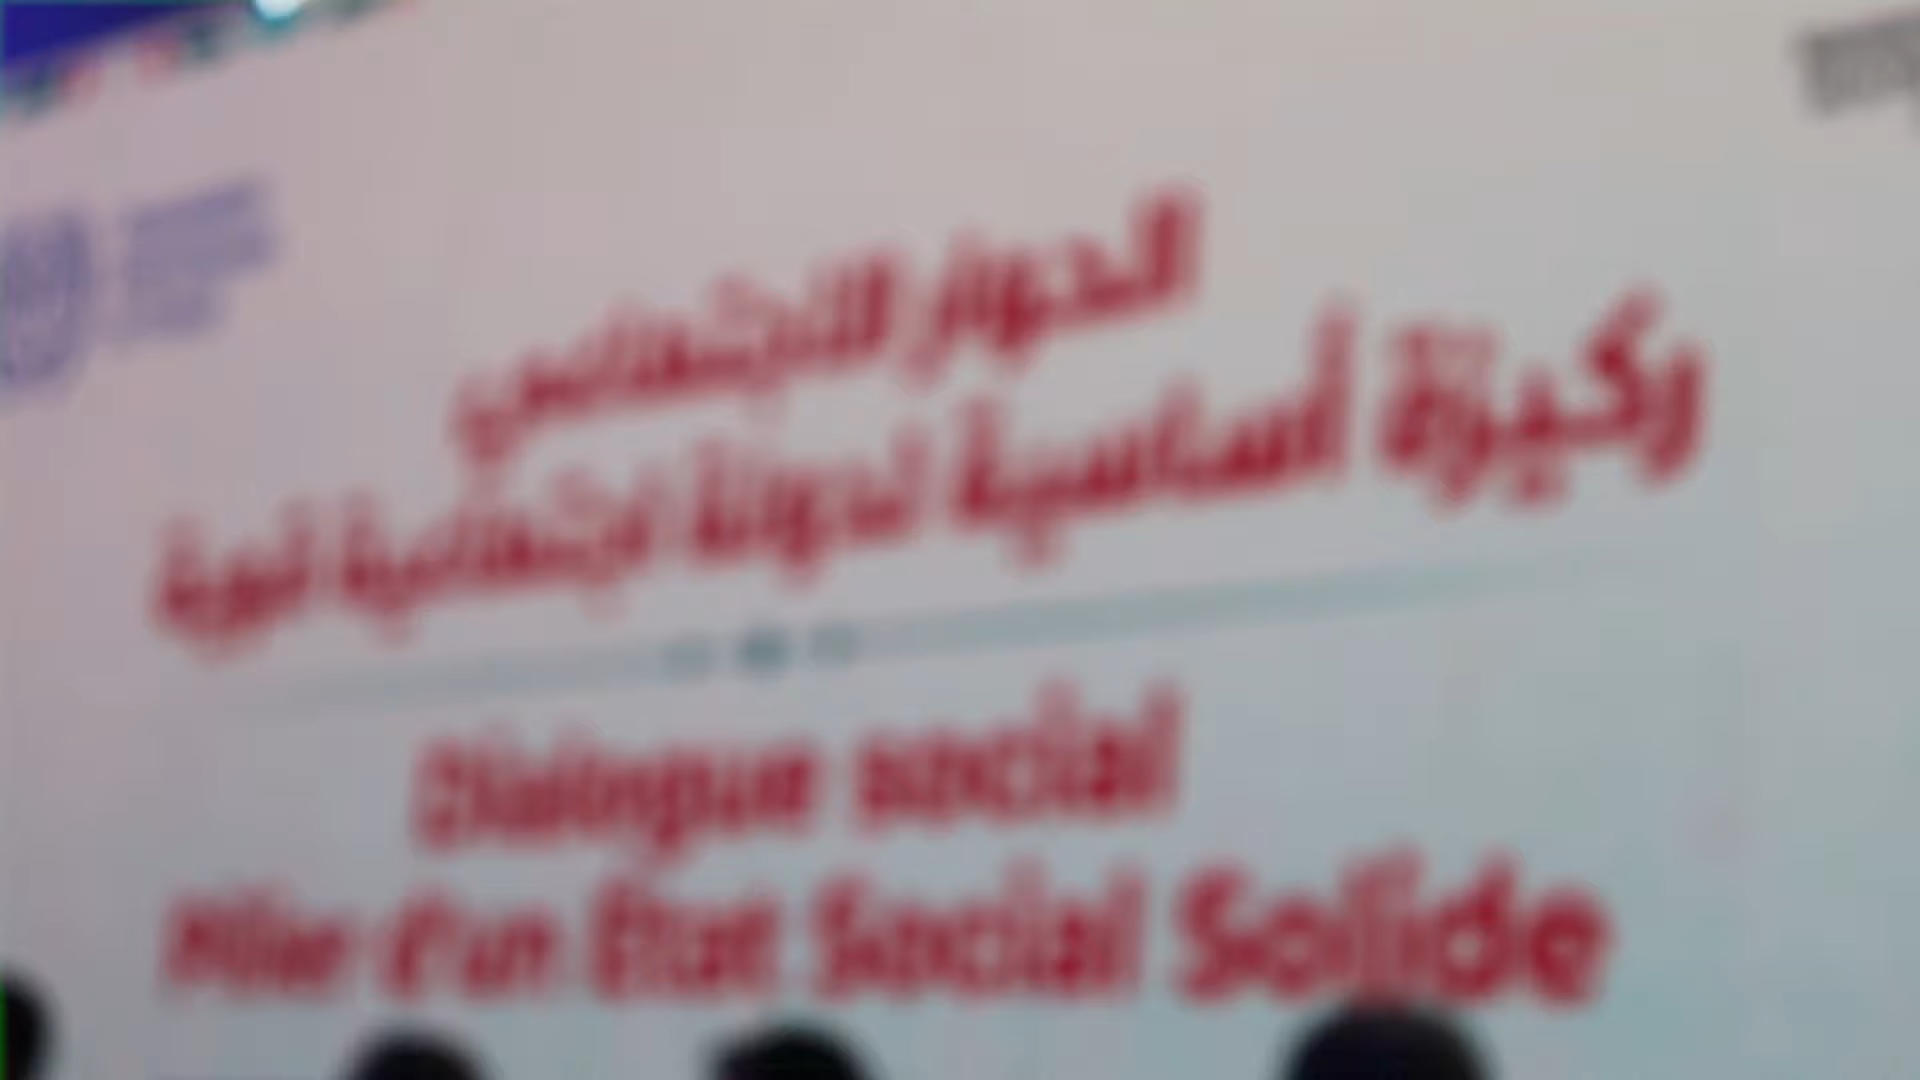 الحوار الاجتماعي
ركيزة أساسية لدولة اجتماعية قوية
Dialogue social
Pilier d'un État Social Solide